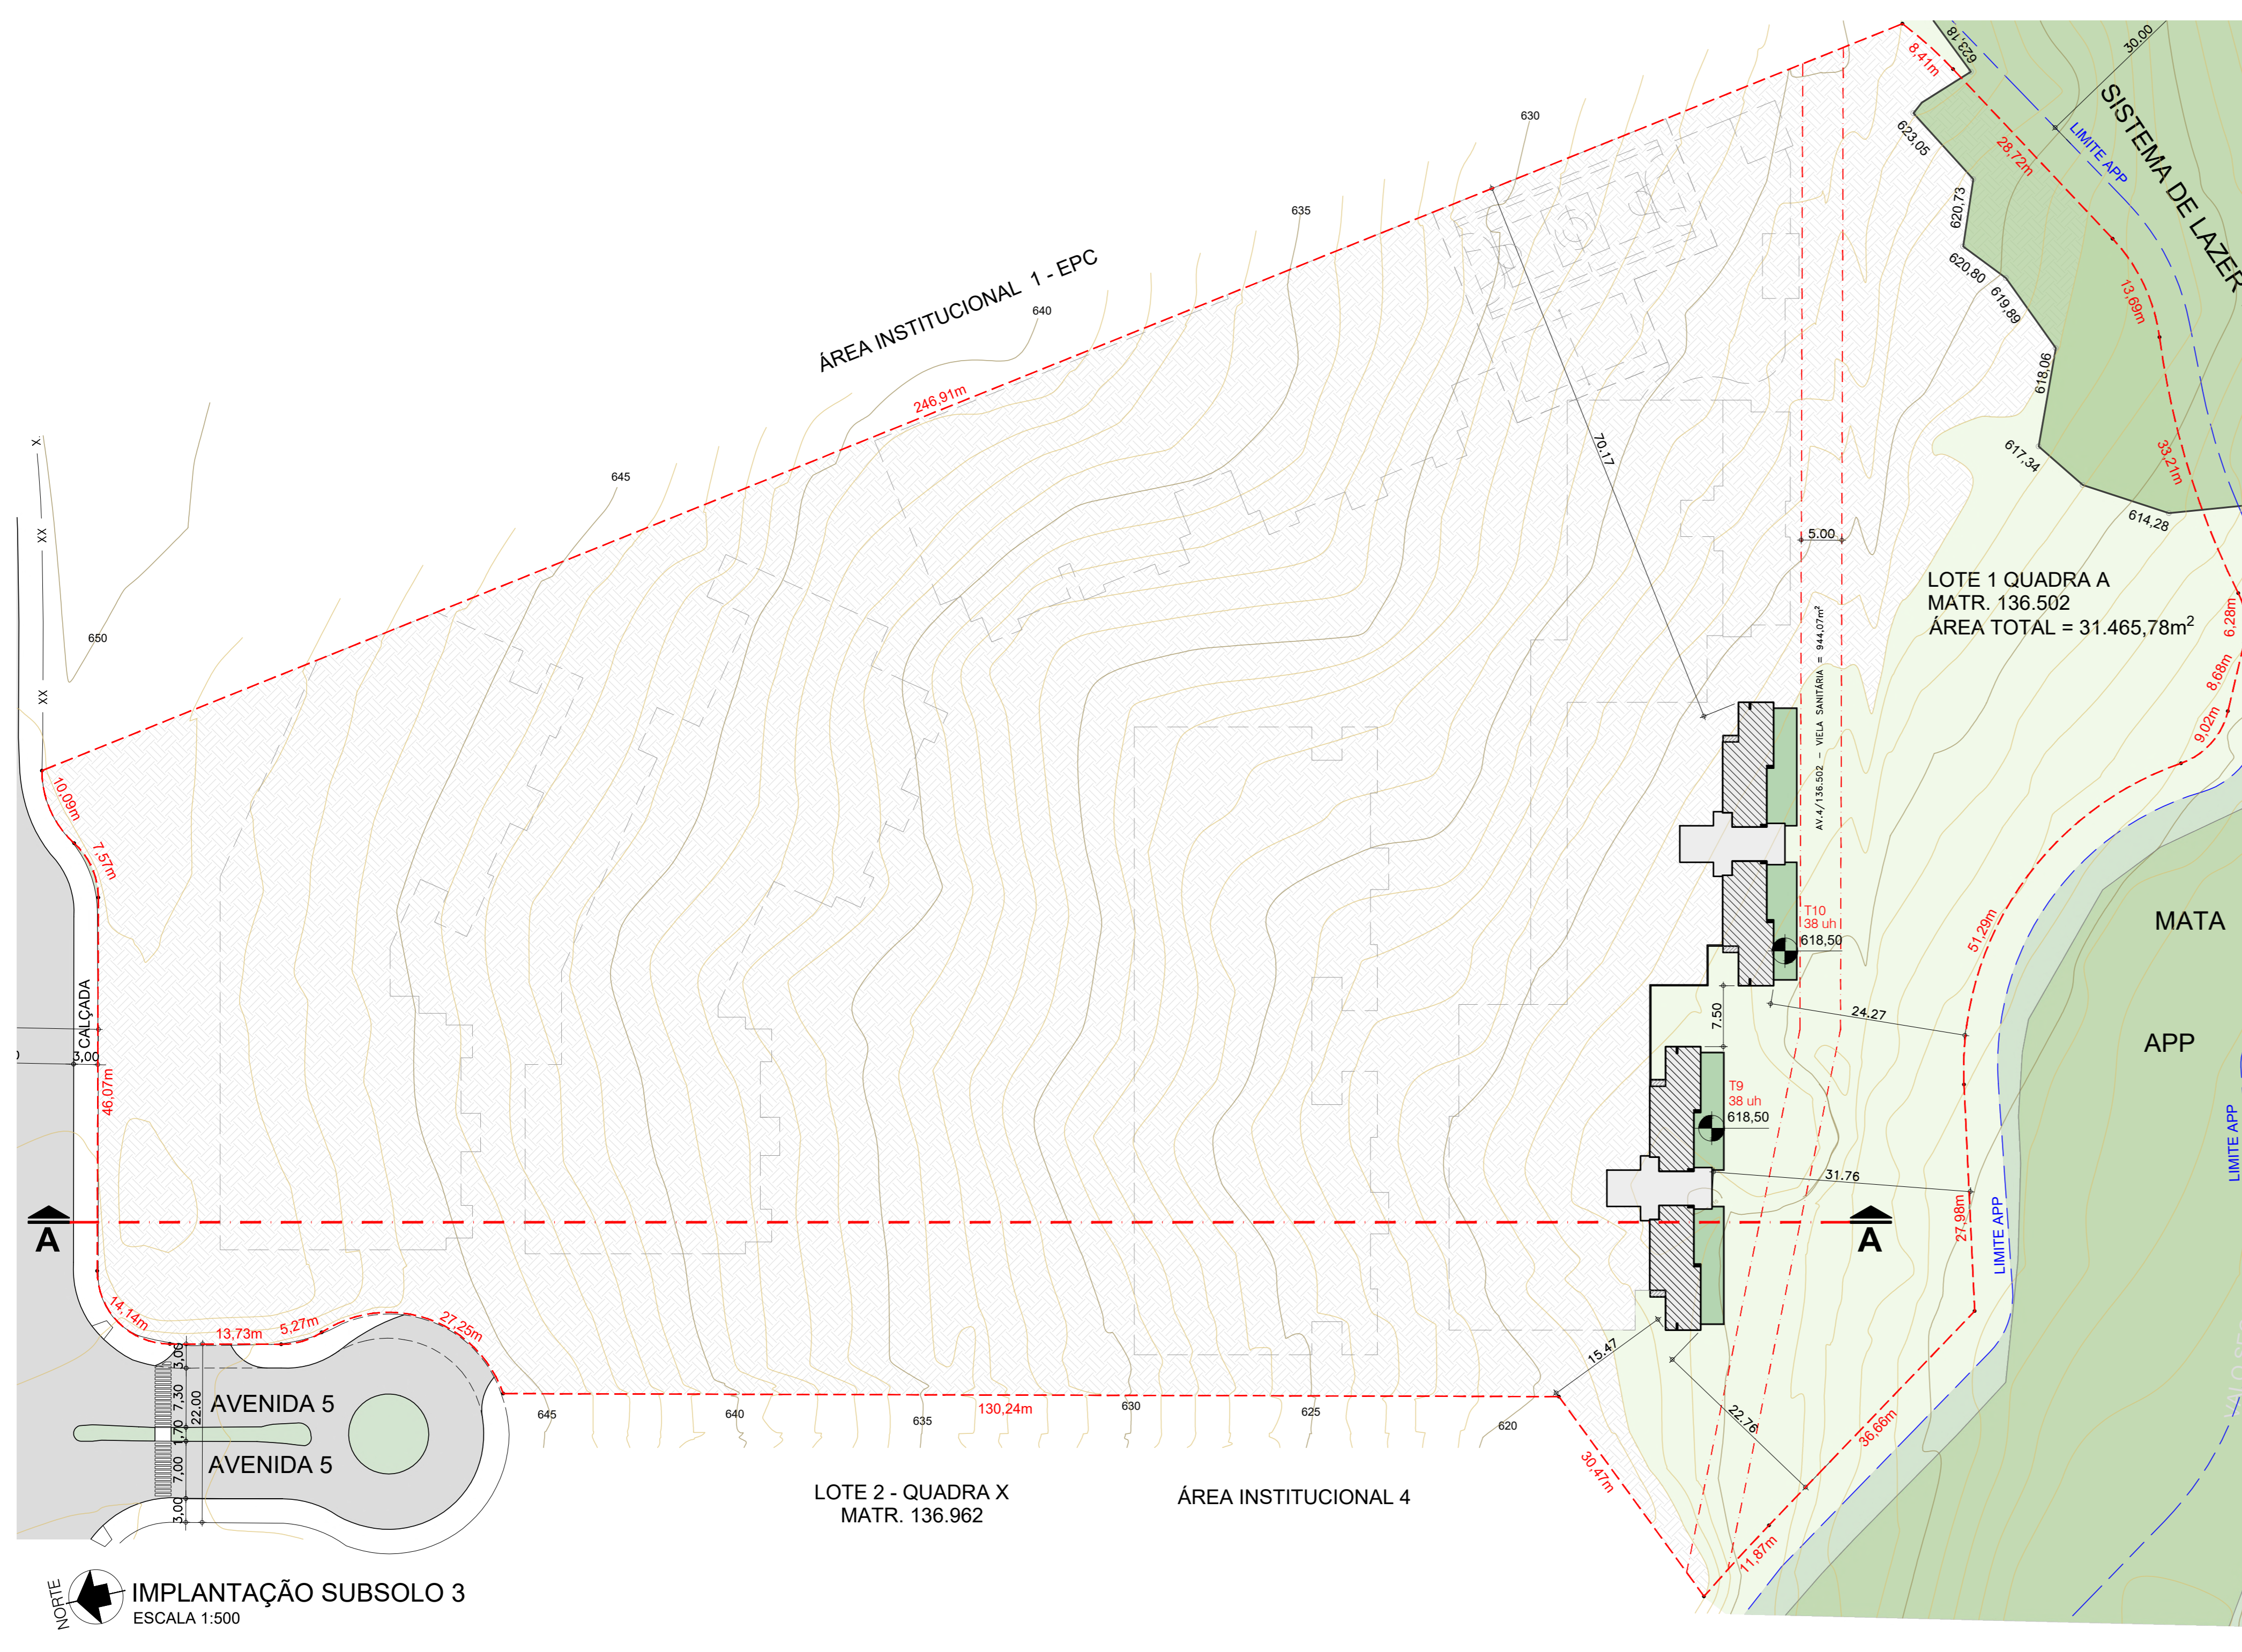 8,41m
623,18
30.00
SISTEMA DE LAZER
LIMITE APP
623,05
28,72m
630
620,73
635
620,80
619,89
13,69m
ÁREA INSTITUCIONAL 1 - EPC
640
618,06
246,91m
70.17
617,34
33,21m
X
645
614,28
XX
5.00
LOTE 1 QUADRA A
MATR. 136.502
ÁREA TOTAL = 31.465,78m²
6,28m
650
8,68m
XX
AV.4/136.502 - VIELA SANITÁRIA = 944,07m²
9,02m
10,09m
7,57m
T10
38 uh
618,50
51,29m
MATA
CALÇADA
7.50
24.27
APP
3,00
46,07m
T9
38 uh
618,50
LIMITE APP
31.76
A
A
27,98m
LIMITE APP
14,14m
13,73m
5,27m
27,25m
15.47
3,00
7,30
22.00
1,70
7,00
3,00
AVENIDA 5
AVENIDA 5
645
640
635
130,24m
630
625
620
22.76
36,66m
30,47m
LOTE 2 - QUADRA X
MATR. 136.962
ÁREA INSTITUCIONAL 4
11,87m
NORTE
IMPLANTAÇÃO SUBSOLO 3
ESCALA 1:500